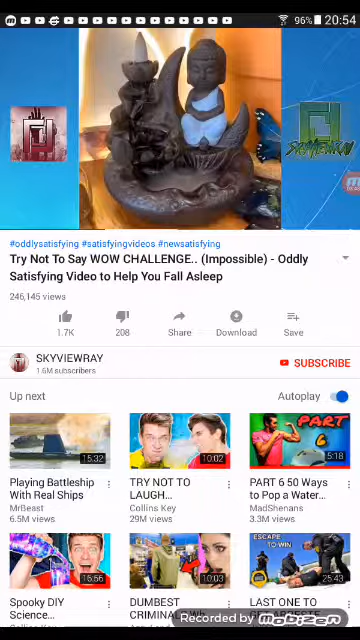 96% 20:54
#oddlysatisfying #satisfyingvideos #newsatisfying
Try Not To Say WOW CHALLENGE.. (Impossible) - Oddly
Satisfying Video to Help You Fall Asleep
246,145 views
1.7K 208 Share Download Save
SKYVIEWRAY
1.6M subscribers
SUBSCRIBE
Up next Autoplay
15:32 10:02 PART 6 5:18
Playing Battleship
With Real Ships
MrBeast
6.5M views
TRY NOT TO
LAUGH...
Collins Key
29M views
PART 6 50 Ways
to Pop a Water...
MadShenans
3.3M views
16:56 10:03 ESCAPE TO WIN 25:43
Spooky DIY
Science...
DUMBEST
LAST ONE TO
Recorded by
mobizen